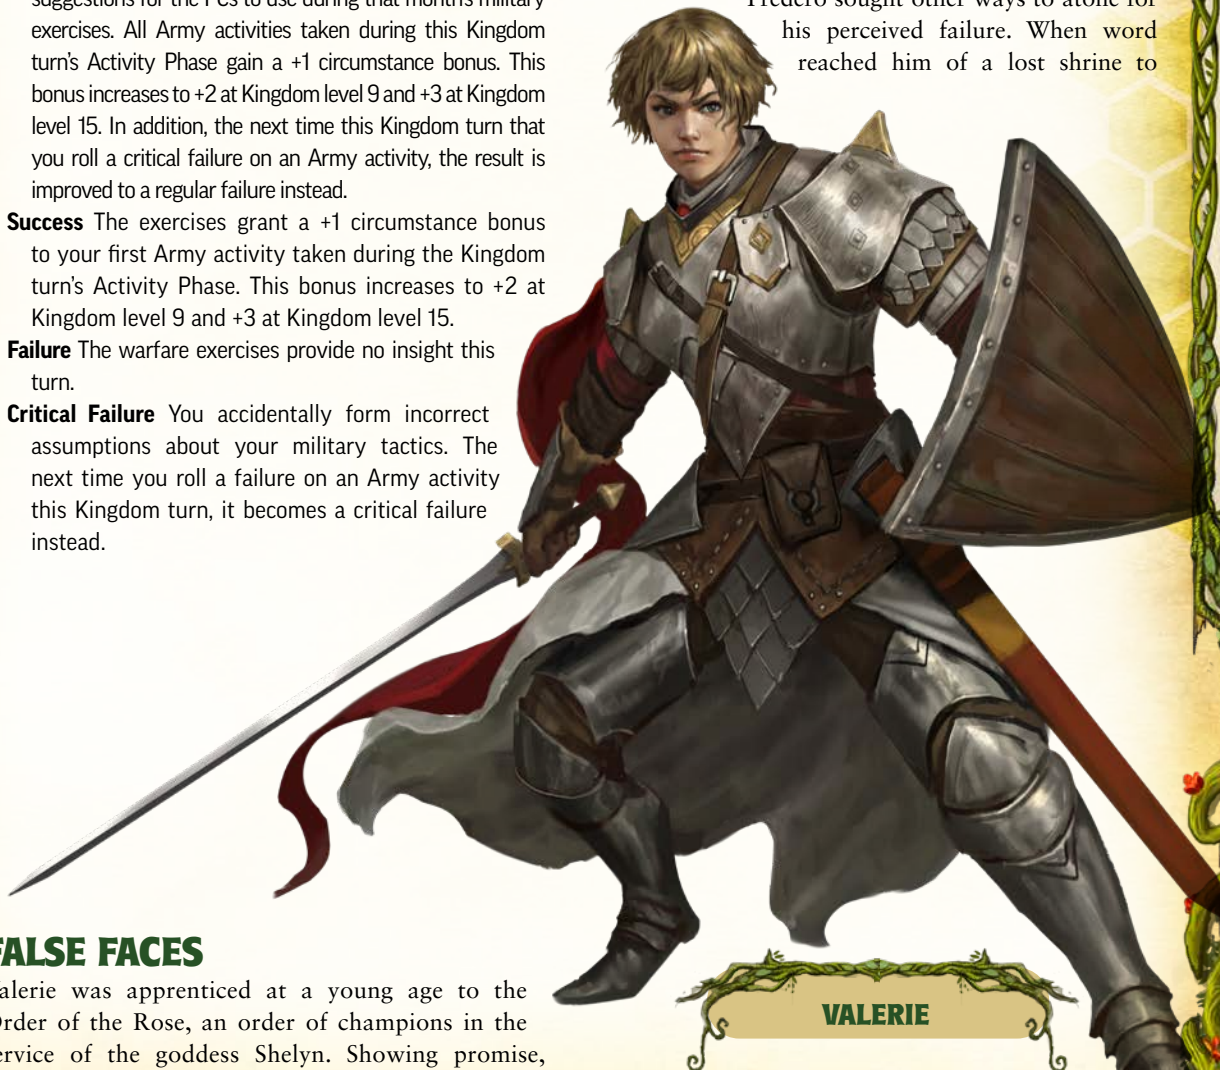 suggestions for the PCs to use during that month's military
exercises. All Army activities taken during this Kingdom
turn's Activity Phase gain a +1 circumstance bonus. This
bonus increases to +2 at Kingdom level 9 and +3 at Kingdom
level 15. In addition, the next time this Kingdom turn that
you roll a critical failure on an Army activity, the result is
improved to a regular failure instead.
Success The exercises grant a +1 circumstance bonus
to your first Army activity taken during the Kingdom
turn's Activity Phase. This bonus increases to +2 at
Kingdom level 9 and +3 at Kingdom level 15.
Failure The warfare exercises provide no insight this
turn.
Critical Failure You accidentally form incorrect
assumptions about your military tactics. The
next time you roll a failure on an Army activity
this Kingdom turn, it becomes a critical failure
instead.
FALSE FACES
alerie was apprenticed at a young age to the
Order of the Rose, an order of champions in the
ervice of the goddess Shelyn. Showing promise,
Fredero sought other ways to atone for
his perceived failure. When word
reached him of a lost shrine to
VALERIE